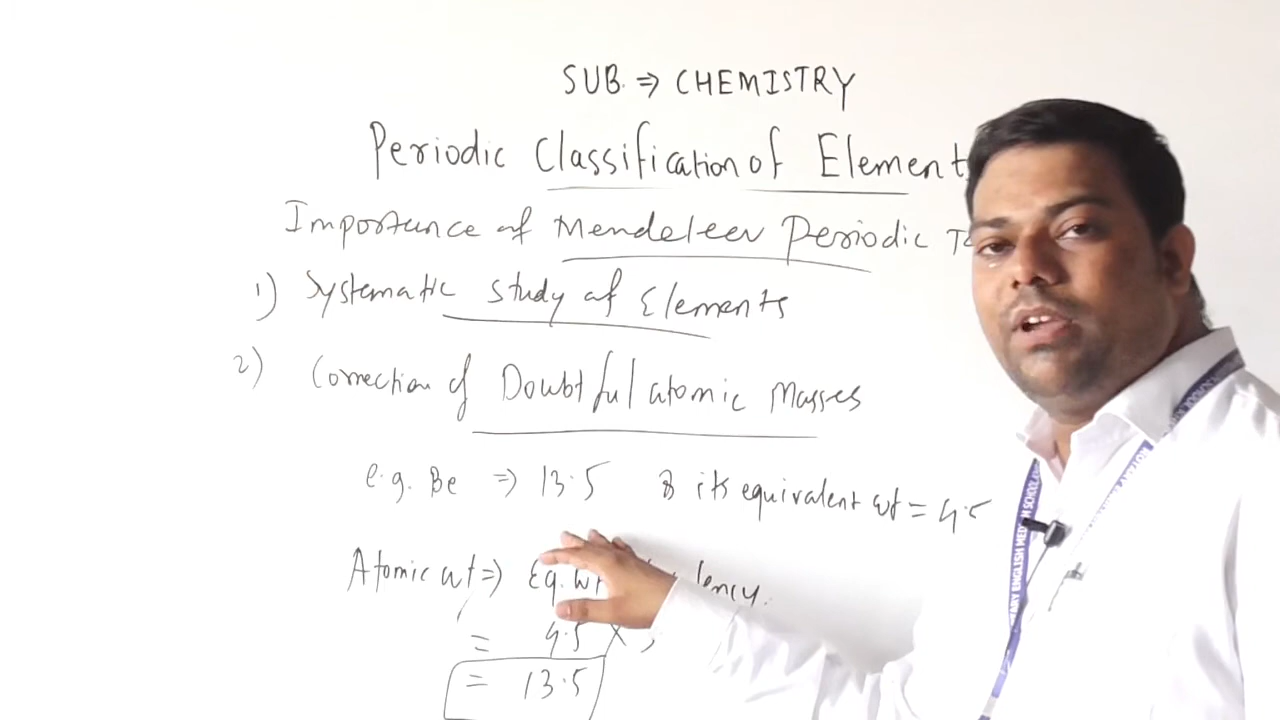 SUB. ⇒ CHEMISTRY
Periodic Classification of Element
Importance of Mendeleev Periodic
1) Systematic study of Elements
2) Correction of Doubtful atomic Masses
e.g. Be ⇒ 13.5 & its equivalent wt = 4.5
Atomic wt ⇒ Eq. wt
= 4.5 ×
= 13.5